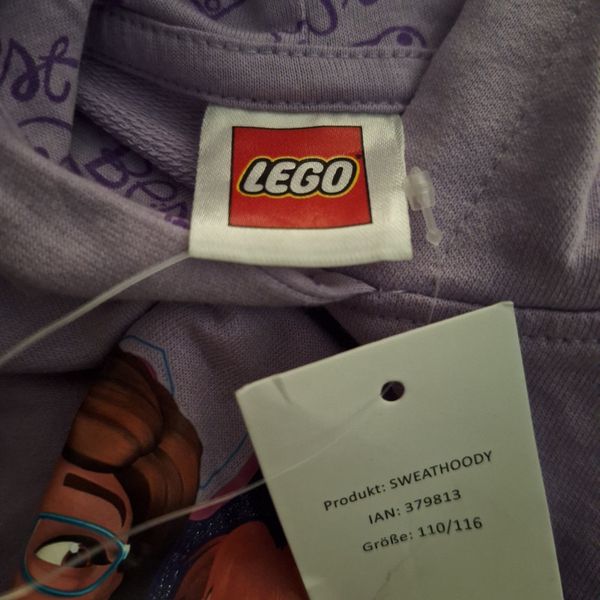 LEGO
Produkt: SWEATHOODY
IAN: 379813
Größe: 110/116